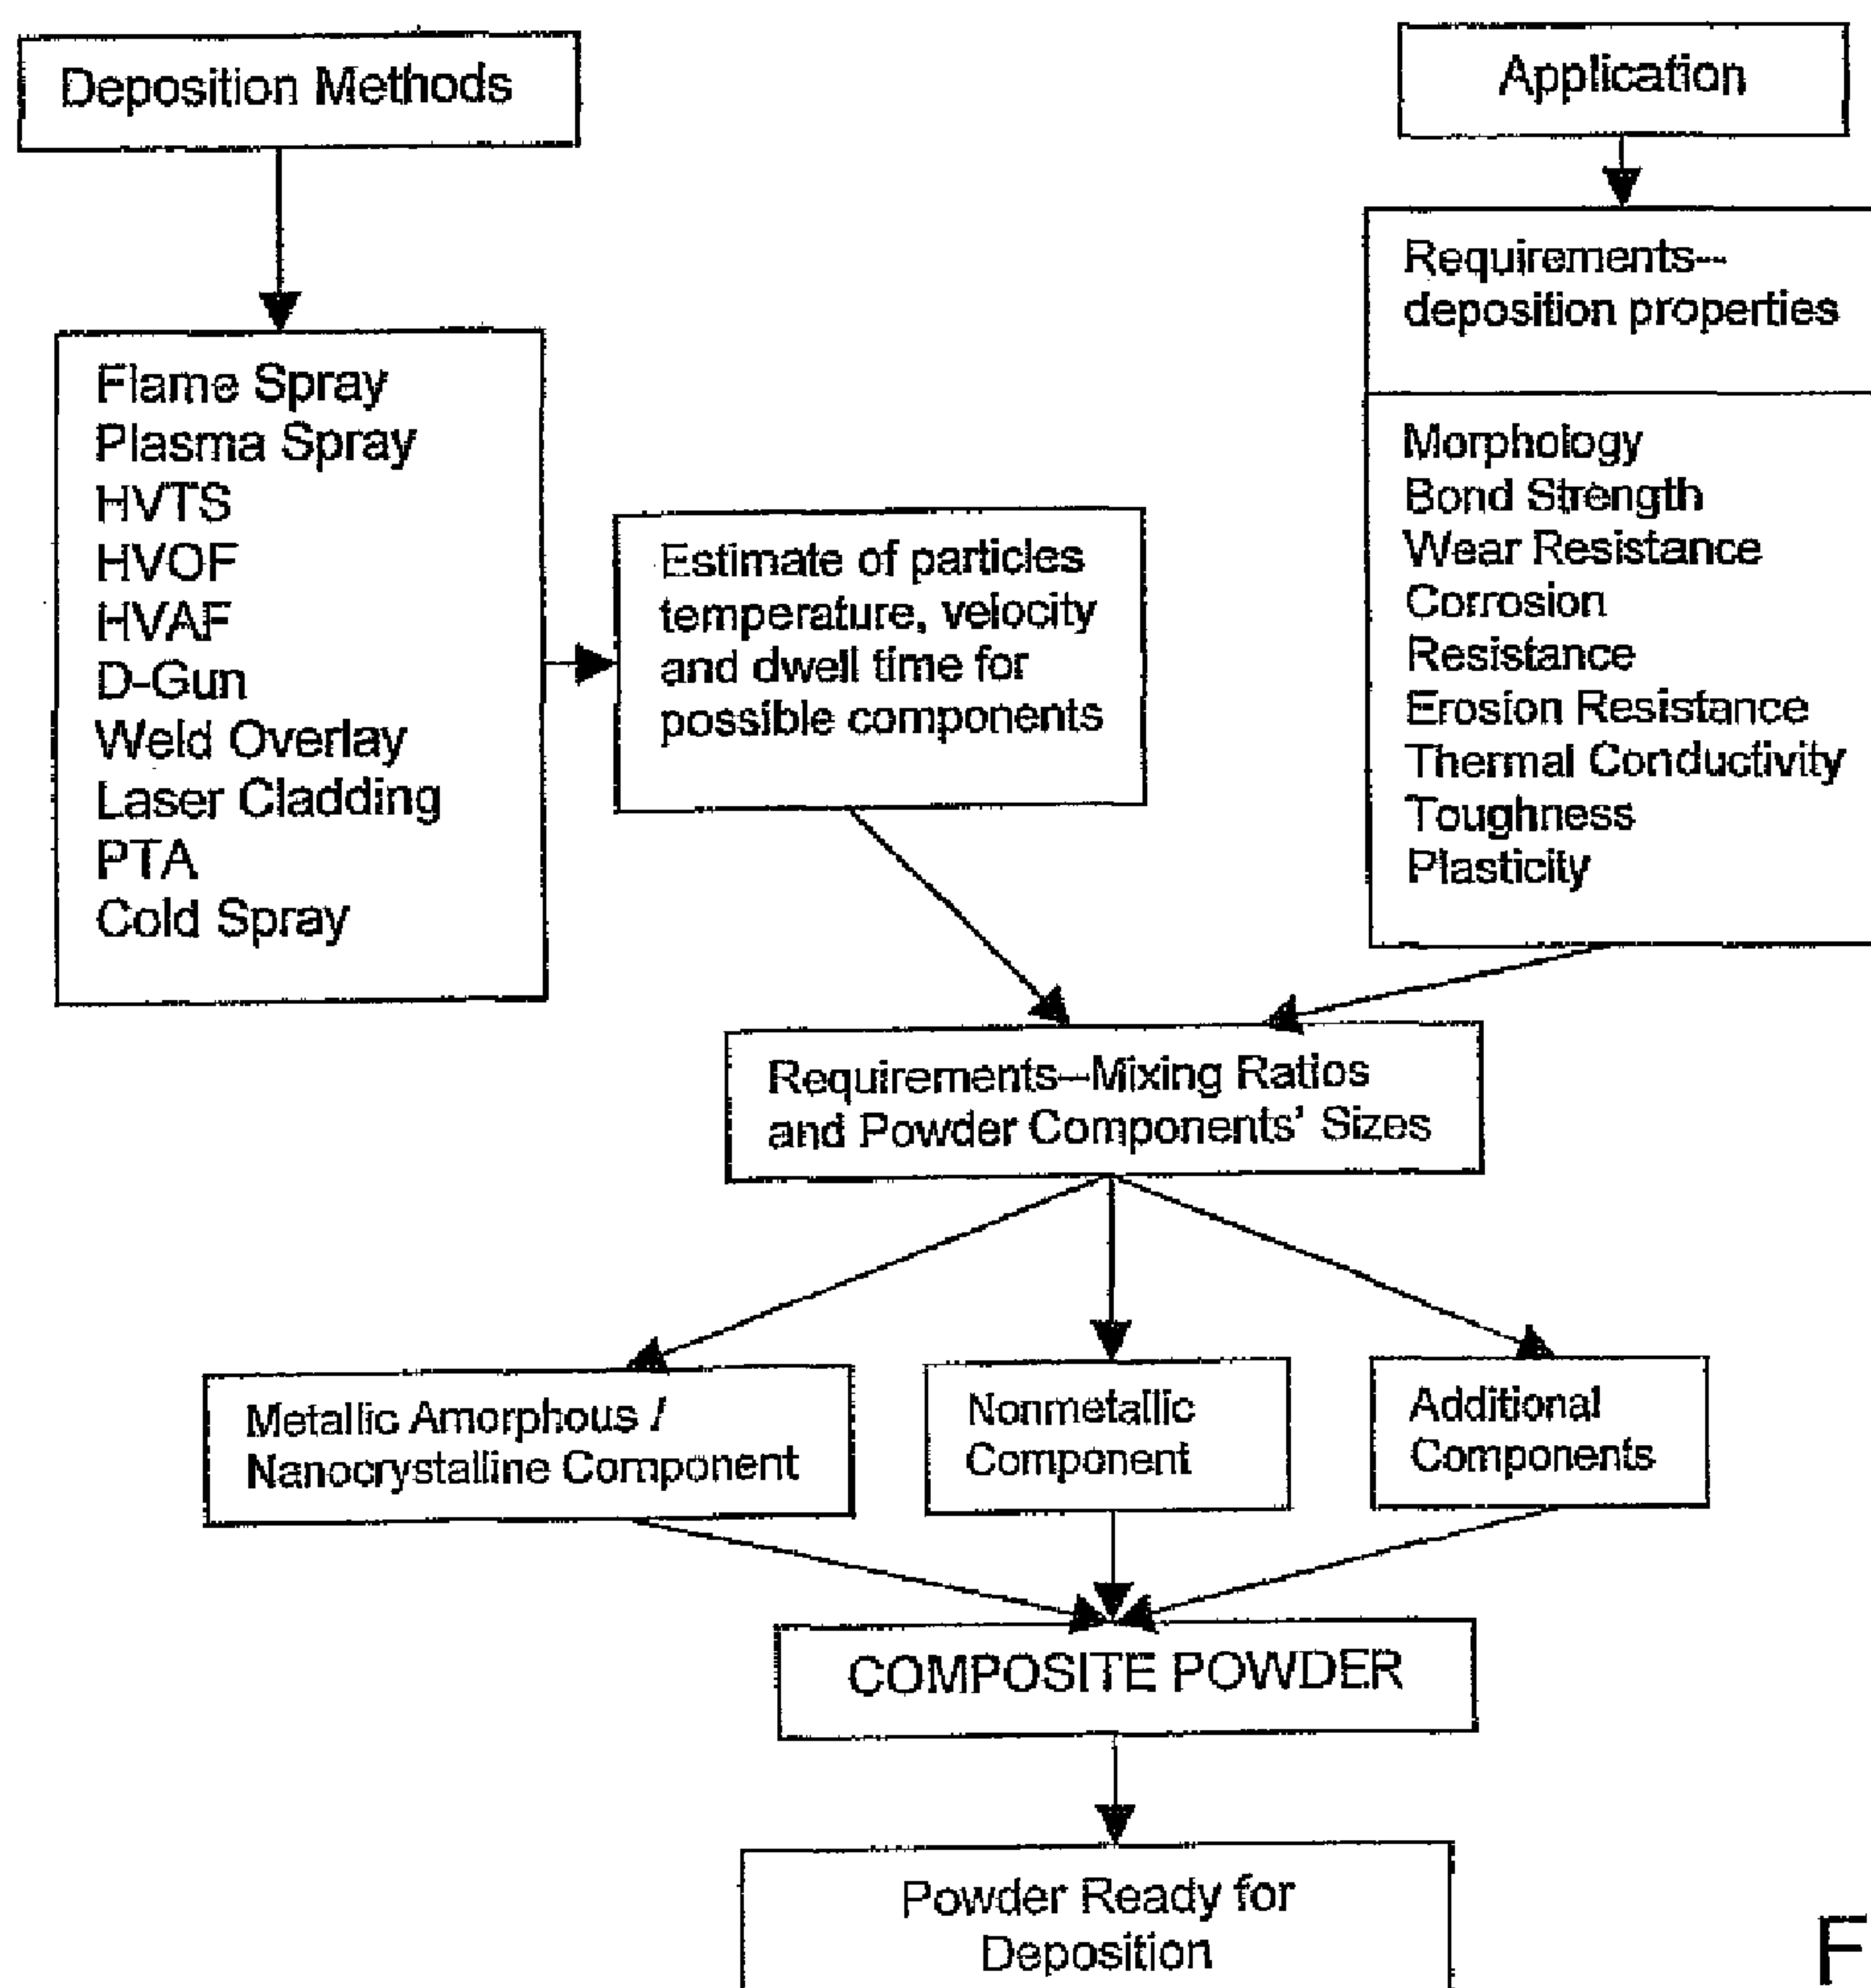 Deposition Methods
Application
Requirements--
deposition properties
Flame Spray
Plasma Spray
HVTS
HVOF
HVAF
D-Gun
Weld Overlay
Laser Cladding
PTA
Cold Spray
Estimate of particles
temperature, velocity
and dwell time for
possible components
Morphology
Bond Strength
Wear Resistance
Corrosion
Resistance
Erosion Resistance
Thermal Conductivity
Toughness
Plasticity
Requirements--Mixing Ratios
and Powder Components' Sizes
Metallic Amorphous /
Nanocrystalline Component
Nonmetallic
Component
Additional
Components
COMPOSITE POWDER
Powder Ready for
Deposition
F